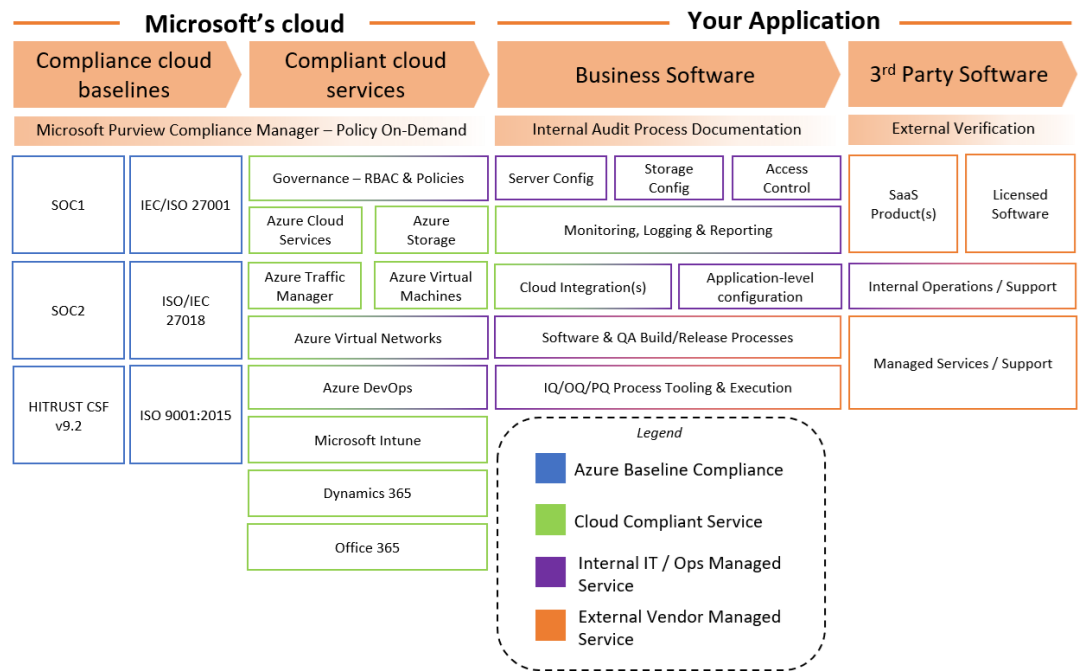 Microsoft's cloud
Your Application
Compliance cloud
baselines
Compliant cloud
services
Business Software
3rd Party Software
Microsoft Purview Compliance Manager – Policy On-Demand
Internal Audit Process Documentation
External Verification
SOC1
IEC/ISO 27001
SOC2
ISO/IEC
27018
HITRUST CSF
v9.2
ISO 9001:2015
Governance – RBAC & Policies
Azure Cloud
Services
Azure
Storage
Azure Traffic
Manager
Azure Virtual
Machines
Azure Virtual Networks
Azure DevOps
Microsoft Intune
Dynamics 365
Office 365
Server Config
Storage
Config
Access
Control
Monitoring, Logging & Reporting
Cloud Integration(s)
Application-level
configuration
Software & QA Build/Release Processes
IQ/OQ/PQ Process Tooling & Execution
SaaS
Product(s)
Licensed
Software
Internal Operations / Support
Managed Services / Support
Legend
Azure Baseline Compliance
Cloud Compliant Service
Internal IT / Ops Managed
Service
External Vendor Managed
Service